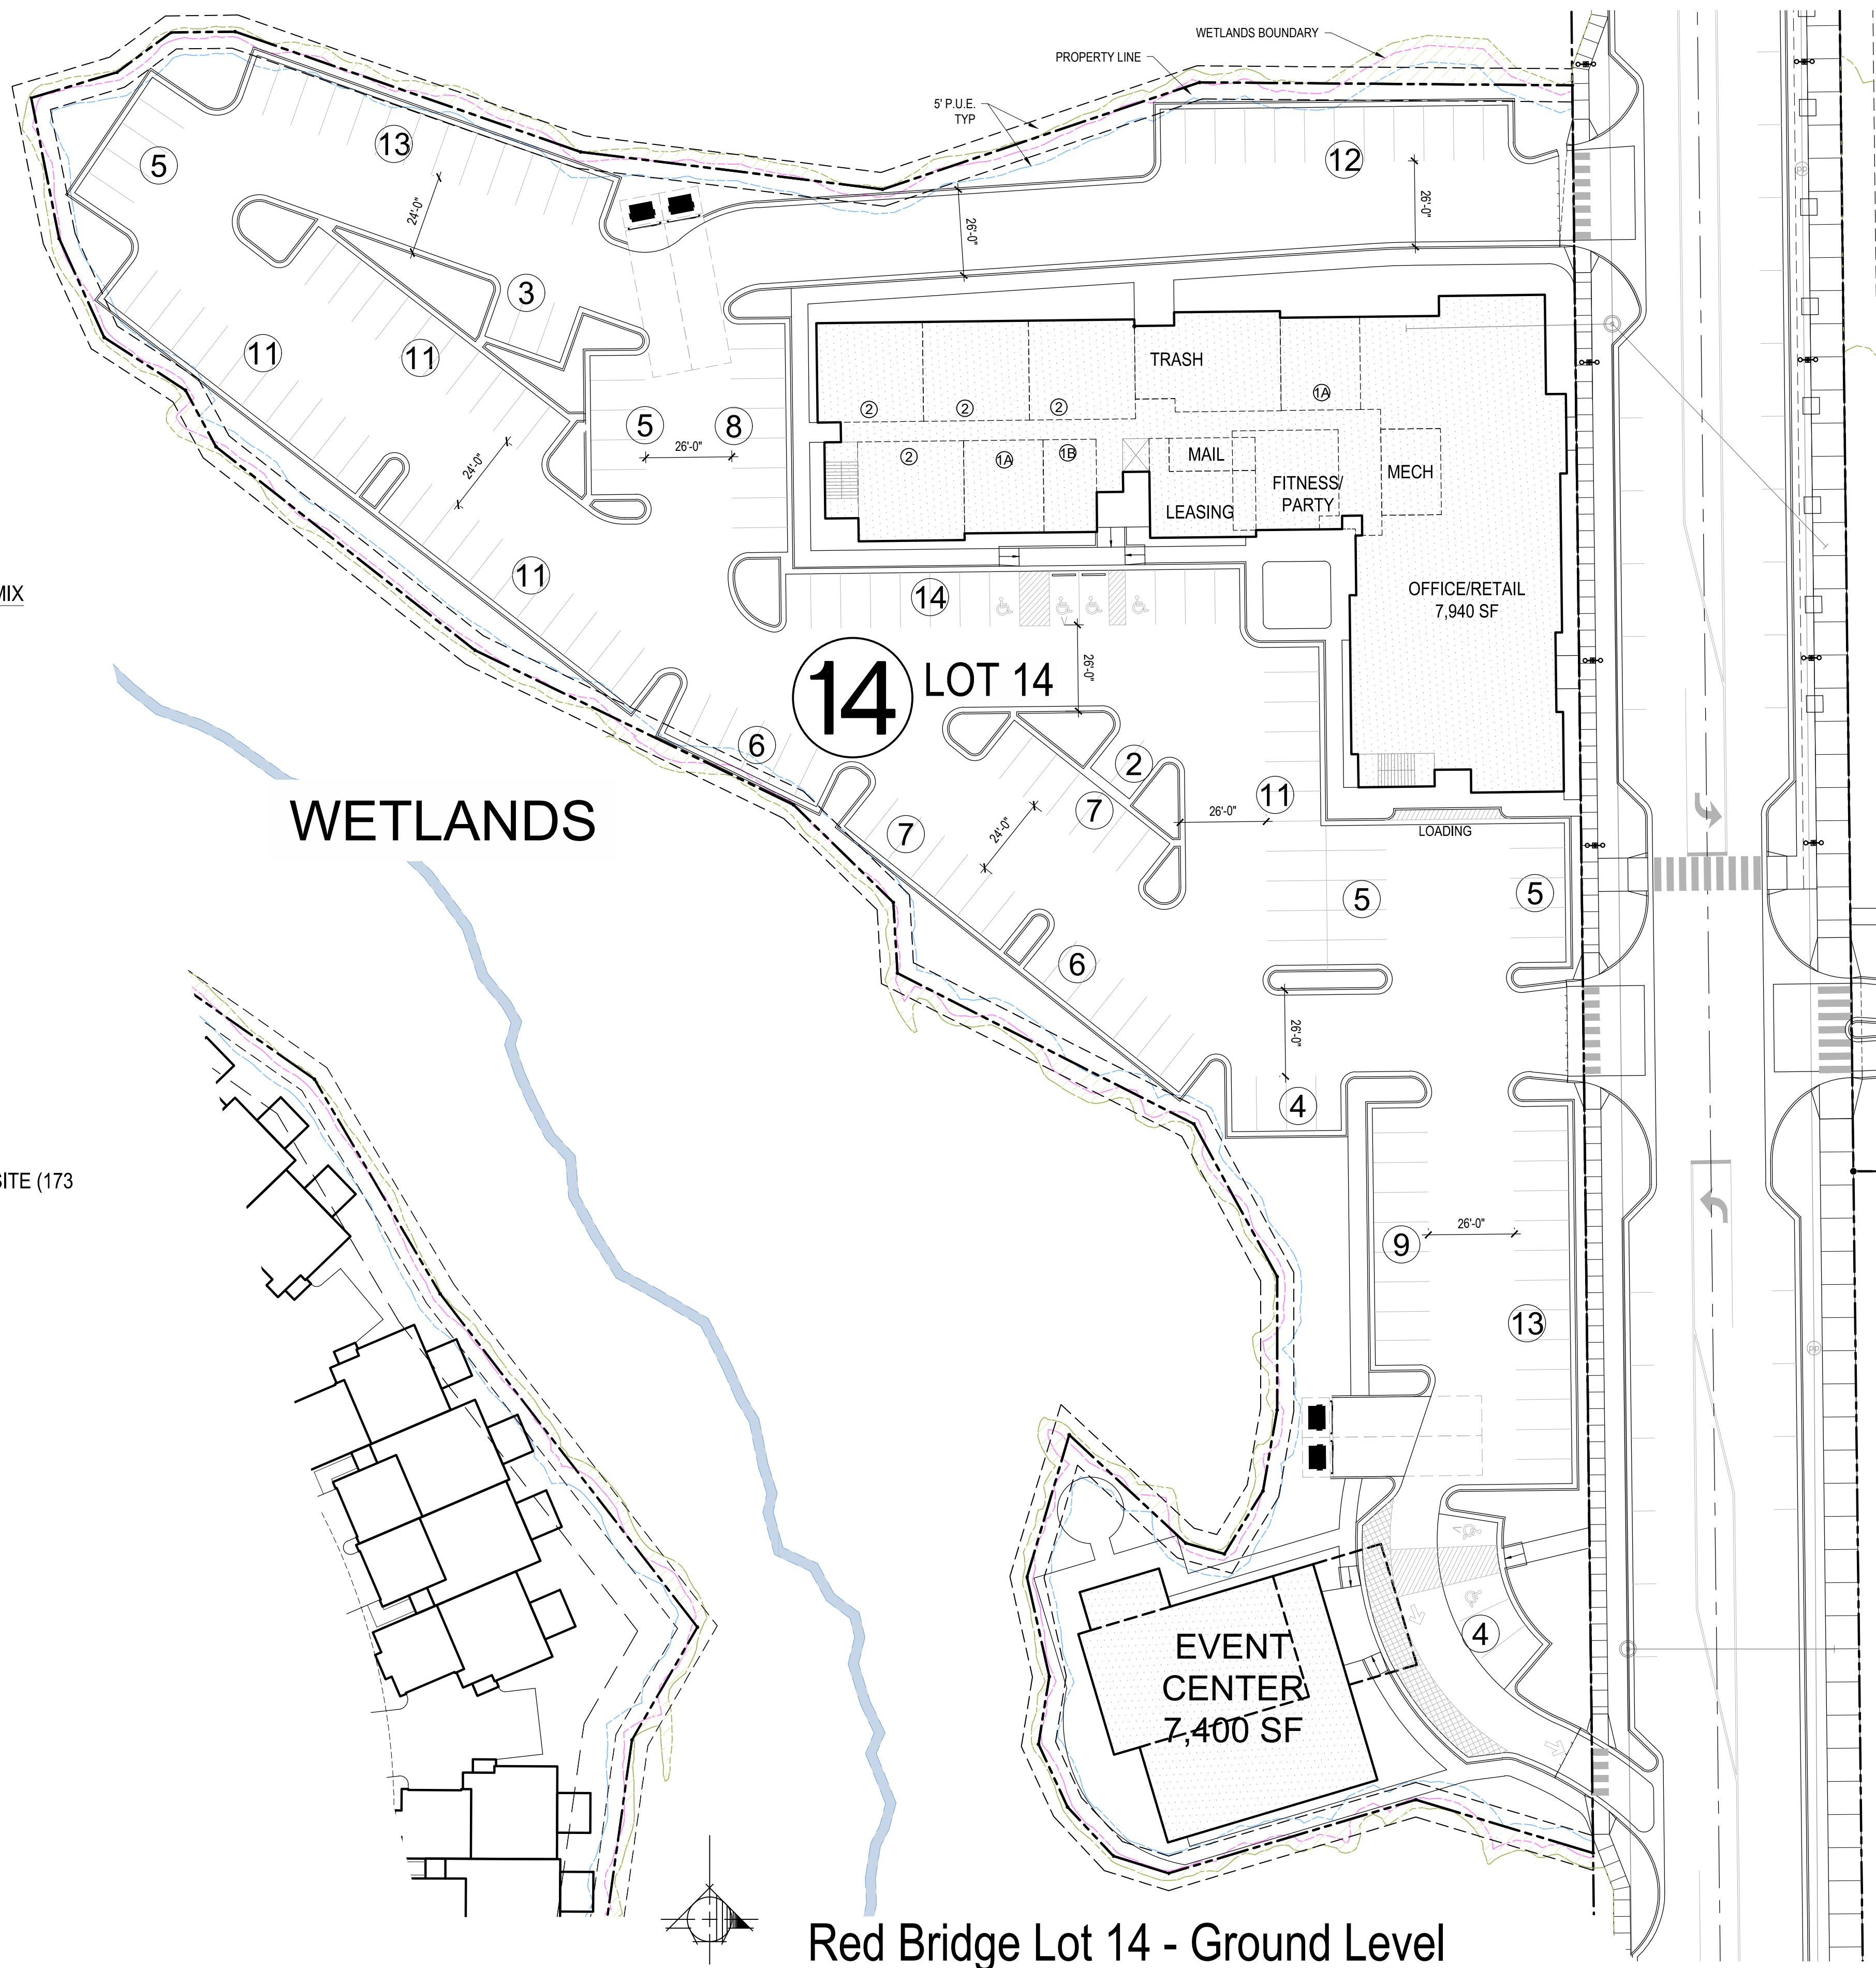 WETLANDS BOUNDARY
PROPERTY LINE
5' P.U.E.
TYP
13
12
5
24'-0"
26'-0"
26'-0"
3
TRASH
11
11
1A
2
2
2
5
8
26'-0"
2
1A
1B
MAIL
MECH
FITNESS/
PARTY
24'-0"
LEASING
11
MIX
14
OFFICE/RETAIL
7,940 SF
14
LOT 14
26'-0"
6
2
WETLANDS
7
7
26'-0"
11
24'-0"
LOADING
5
5
6
26'-0"
4
SITE (173
9
26'-0"
13
PP
PP
4
EVENT
CENTER
7,400 SF
Red Bridge Lot 14 - Ground Level